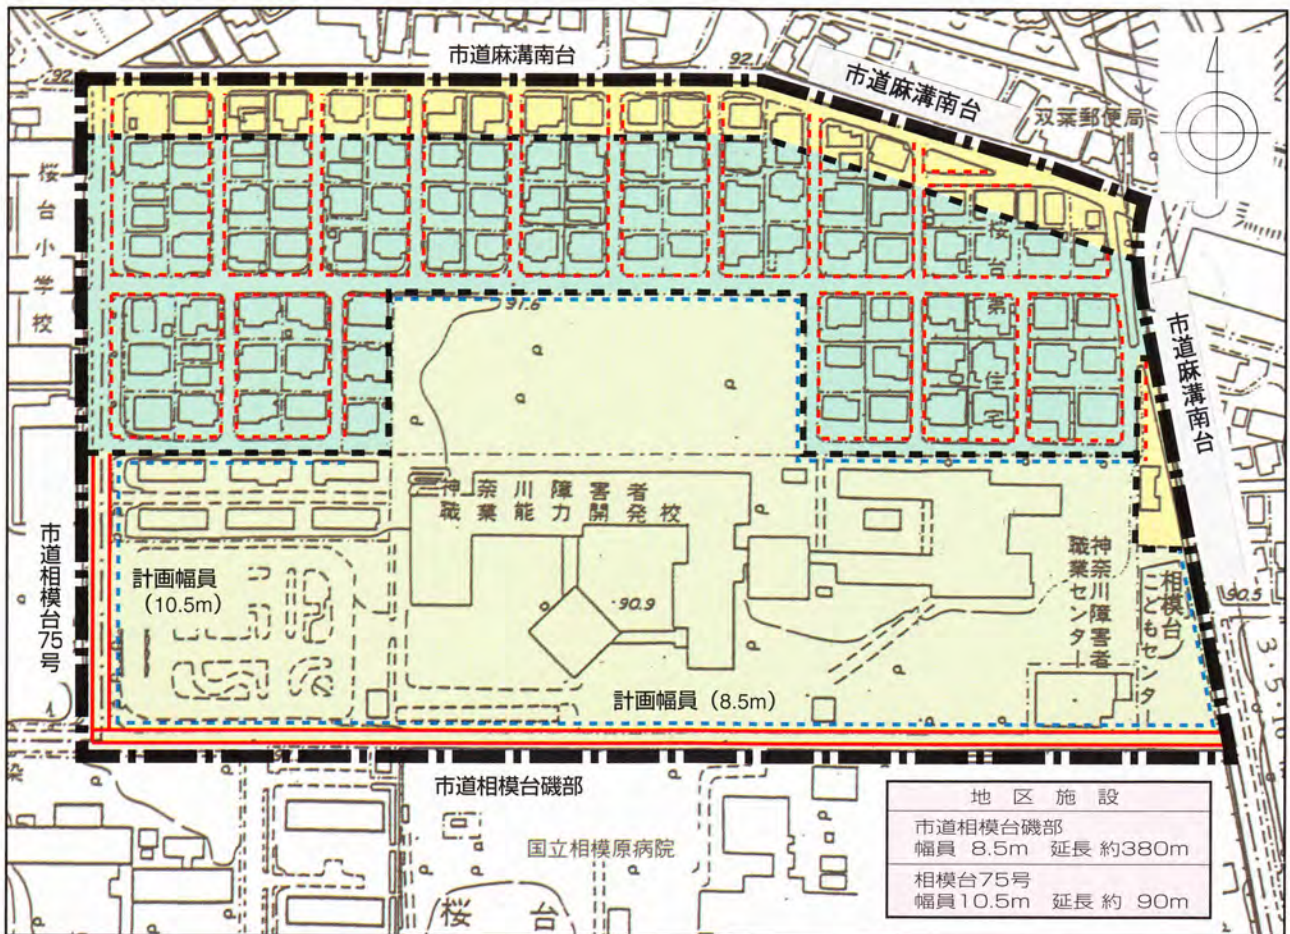 市道麻溝南台
市道麻溝南台
92.1
双葉郵便局
桜台小学校
桜台第一住宅
91.6
市道麻溝南台
神奈川障害者
職業能力開発校
神奈川障害者
職業センター
相模台
こどもセンター
90.5
市道相模台75号
計画幅員
(10.5m)
90.9
計画幅員 (8.5m)
3・5・1
市道相模台磯部
国立相模原病院
桜台
地区施設
市道相模台磯部
幅員 8.5m 延長 約380m
相模台75号
幅員10.5m 延長 約 90m